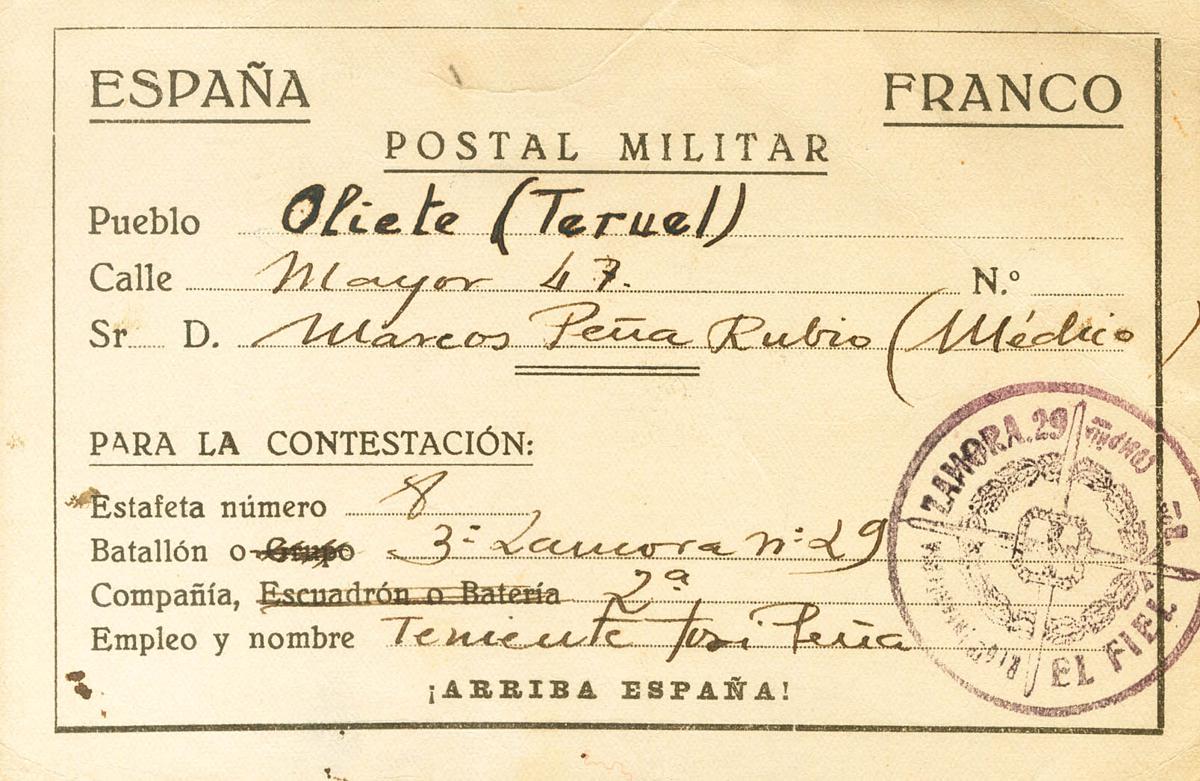 ESPAÑA FRANCO
POSTAL MILITAR
Pueblo Oliete (Teruel)
Calle Mayor 47. N.º
Sr. D. Marcos Peña Rubio (Médico)
PARA LA CONTESTACIÓN:
Estafeta número 8
Batallón o Grupo 3º Zamora nº 29
Compañía, Escuadrón o Batería 2ª
Empleo y nombre Teniente José Peña
¡ARRIBA ESPAÑA!
ZAMORA.29
EL FIEL